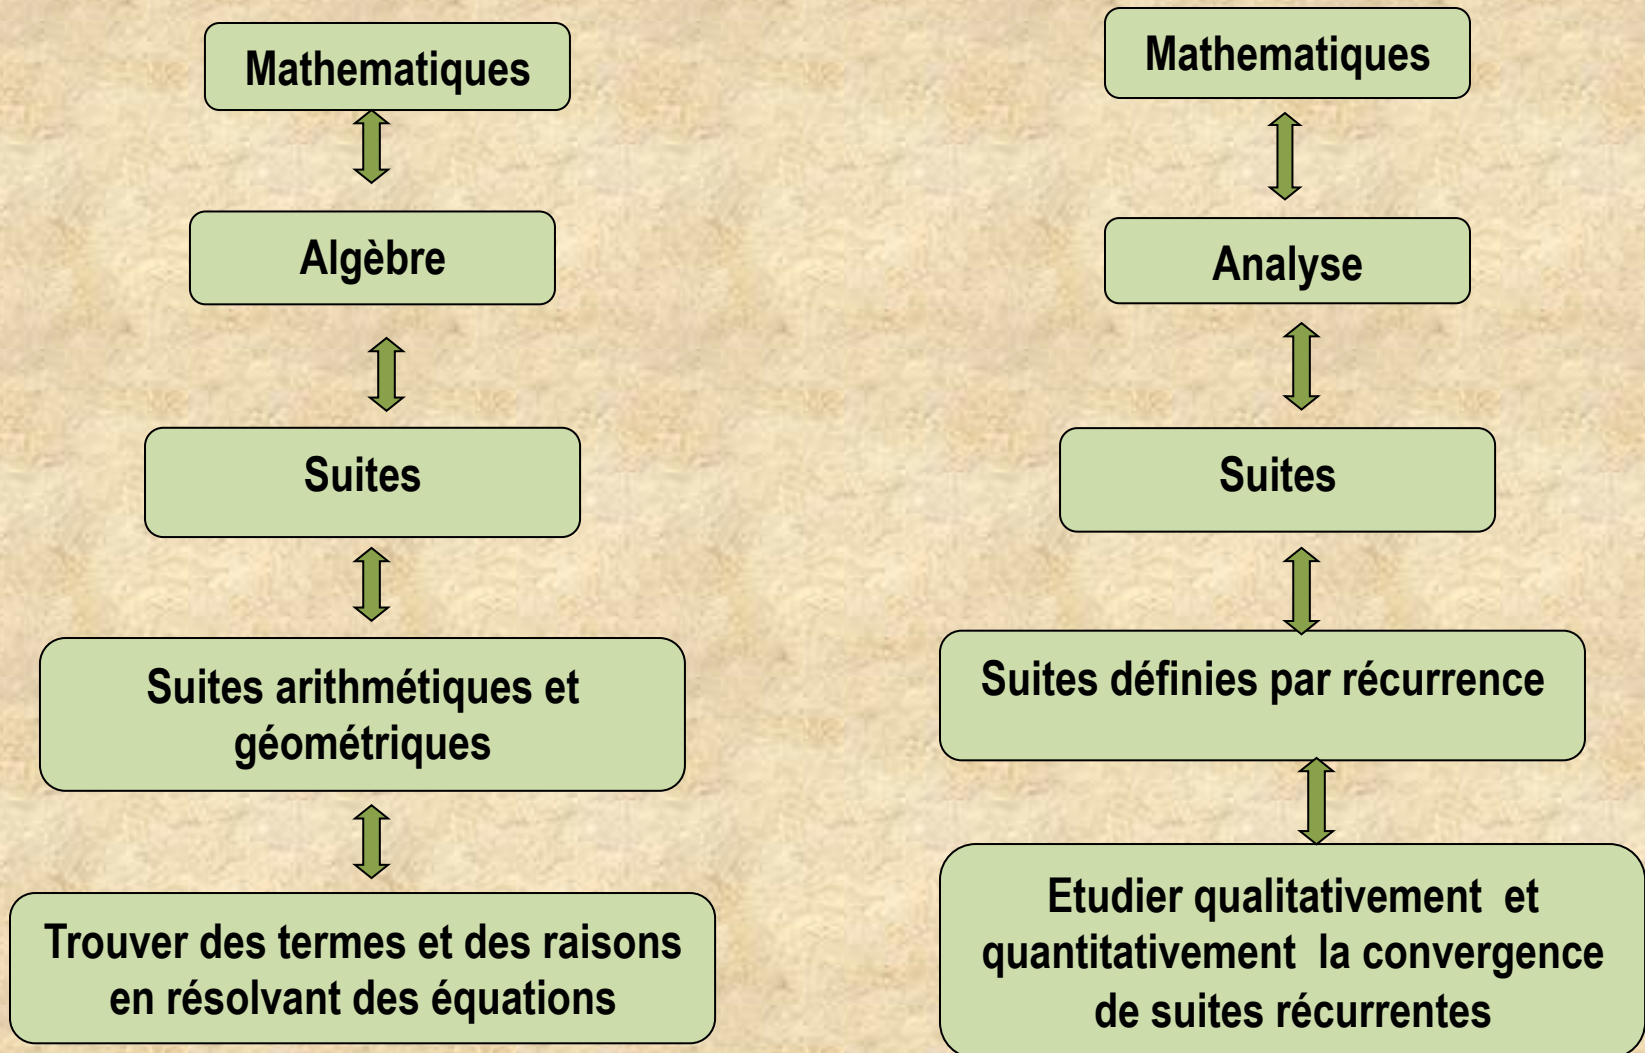 Mathematiques
Algèbre
Suites
Suites arithmétiques et
géométriques
Trouver des termes et des raisons
en résolvant des équations
Mathematiques
Analyse
Suites
Suites définies par récurrence
Etudier qualitativement et
quantitativement la convergence
de suites récurrentes